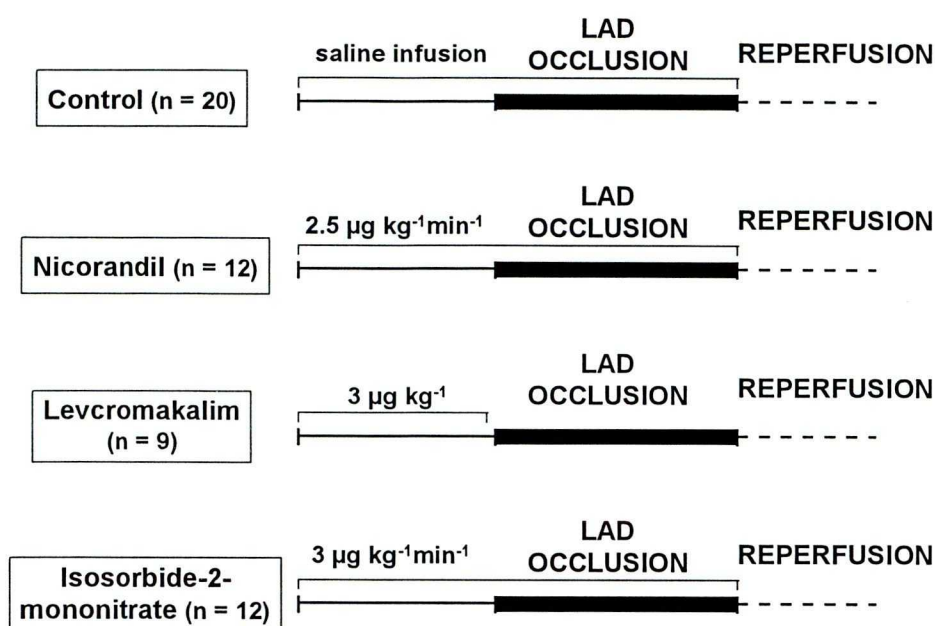 saline infusion
LAD
OCCLUSION
REPERFUSION
Control (n = 20)
2.5 µg kg⁻¹min⁻¹
LAD
OCCLUSION
REPERFUSION
Nicorandil (n = 12)
3 µg kg⁻¹
LAD
OCCLUSION
REPERFUSION
Levcromakalim
(n = 9)
3 µg kg⁻¹min⁻¹
LAD
OCCLUSION
REPERFUSION
Isosorbide-2-
mononitrate (n = 12)